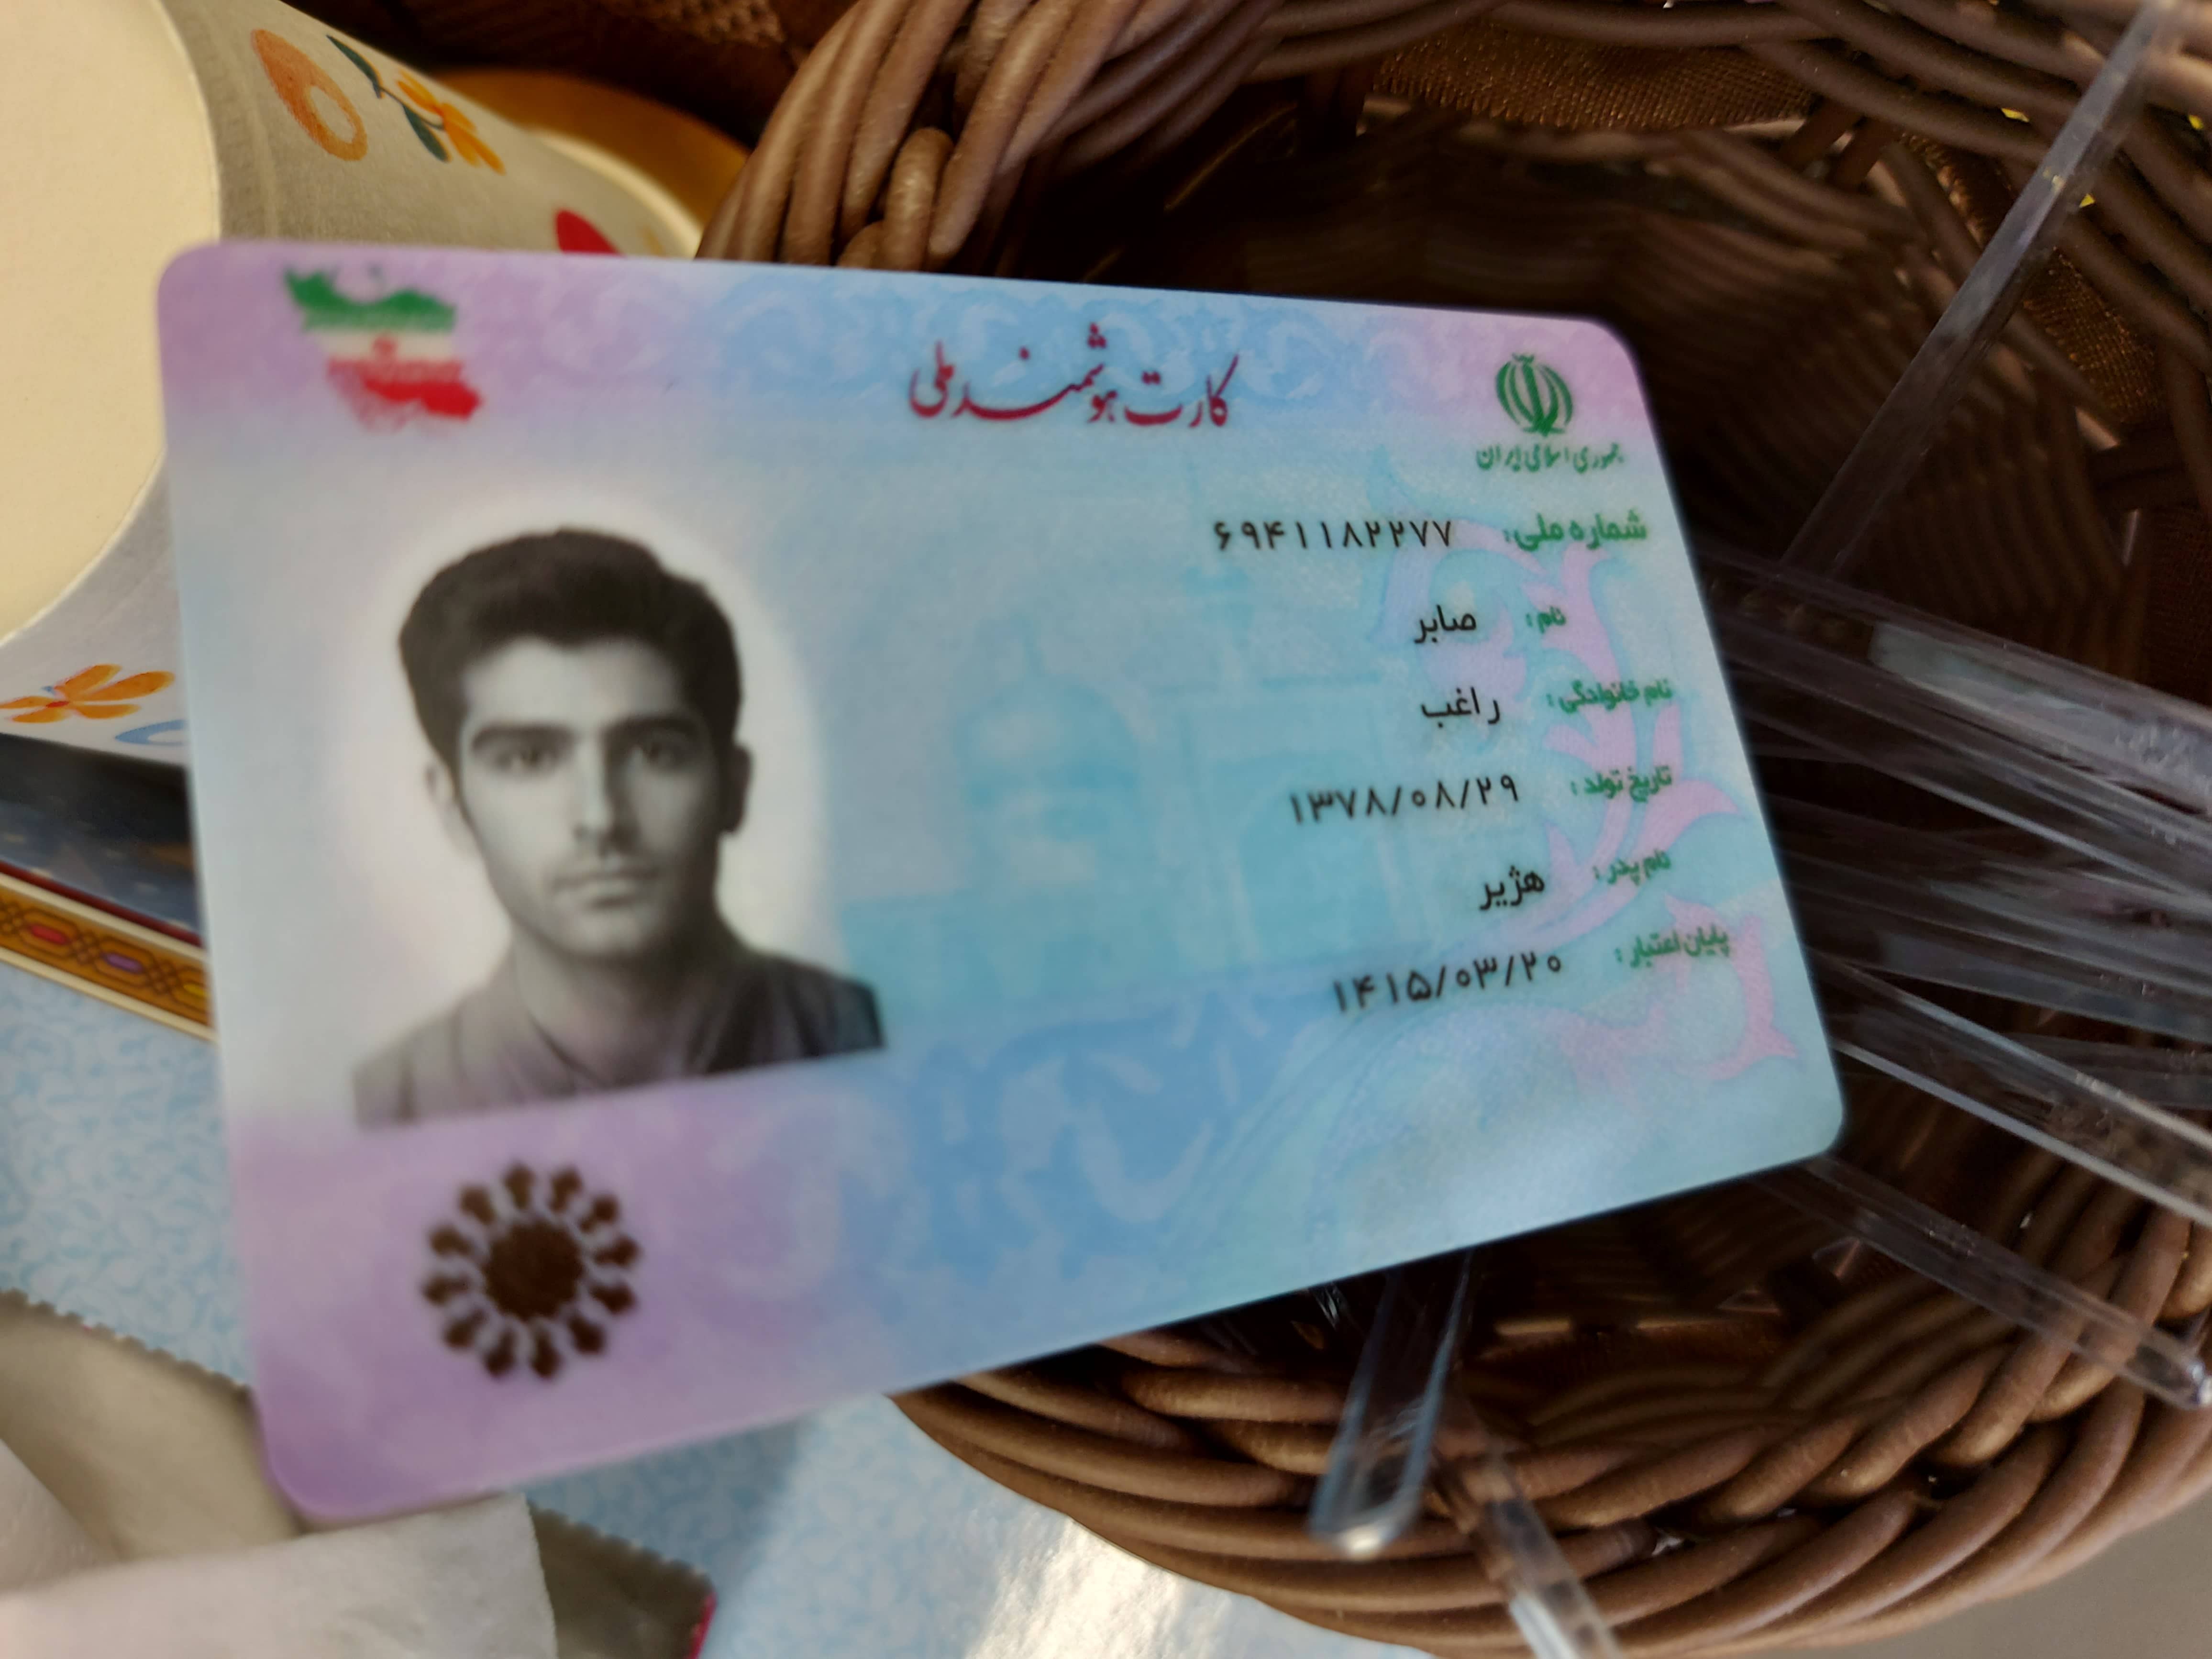 کارت هوشمند ملی
جمهوری اسلامی ایران
شماره ملی: ۶۹۴۱۱۸۲۲۷۷
نام: صابر
نام خانوادگی: راغب
تاریخ تولد: ۱۳۷۸/۰۸/۲۹
نام پدر: هژیر
پایان اعتبار: ۱۴۱۵/۰۳/۲۰